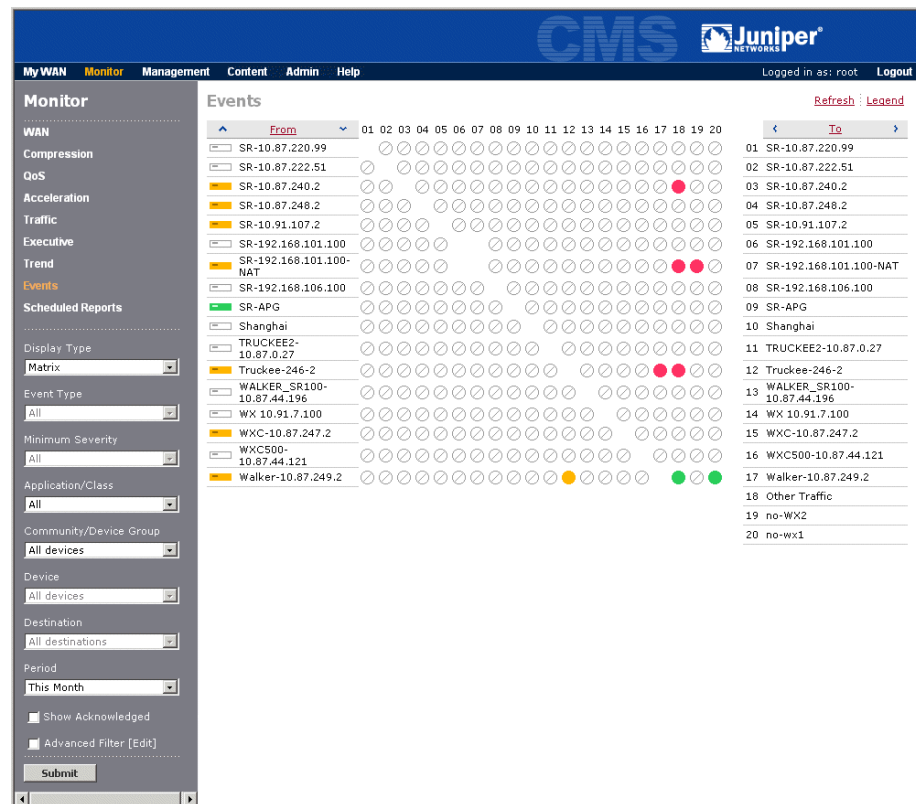 CMS
Juniper®
NETWORKS
My WAN Monitor Management Content Admin Help
Logged in as: root Logout
Monitor
WAN
Compression
QoS
Acceleration
Traffic
Executive
Trend
Events
Scheduled Reports
Display Type
Matrix
Event Type
All
Minimum Severity
All
Application/Class
All
Community/Device Group
All devices
Device
All devices
Destination
All destinations
Period
This Month
Show Acknowledged
Advanced Filter [Edit]
Submit
Events
Refresh Legend
From 01 02 03 04 05 06 07 08 09 10 11 12 13 14 15 16 17 18 19 20
SR-10.87.220.99
SR-10.87.222.51
SR-10.87.240.2
SR-10.87.248.2
SR-10.91.107.2
SR-192.168.101.100
SR-192.168.101.100-
NAT
SR-192.168.106.100
SR-APG
Shanghai
TRUCKEE2-
10.87.0.27
Truckee-246-2
WALKER_SR100-
10.87.44.196
WX 10.91.7.100
WXC-10.87.247.2
WXC500-
10.87.44.121
Walker-10.87.249.2
To
01 SR-10.87.220.99
02 SR-10.87.222.51
03 SR-10.87.240.2
04 SR-10.87.248.2
05 SR-10.91.107.2
06 SR-192.168.101.100
07 SR-192.168.101.100-NAT
08 SR-192.168.106.100
09 SR-APG
10 Shanghai
11 TRUCKEE2-10.87.0.27
12 Truckee-246-2
13 WALKER_SR100-
10.87.44.196
14 WX 10.91.7.100
15 WXC-10.87.247.2
16 WXC500-10.87.44.121
17 Walker-10.87.249.2
18 Other Traffic
19 no-WX2
20 no-wx1